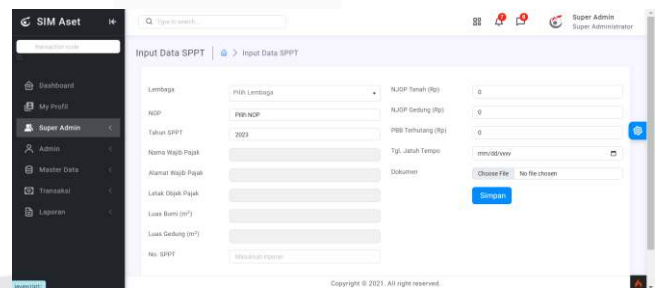 SIM Aset
Type to search...
Super Admin
Super Administrator
transaction code
Input Data SPPT
Input Data SPPT
Dashboard
My Profil
Super Admin
Admin
Master Data
Transaksi
Laporan
Lembaga
Pilih Lembaga
NOP
Pilih NOP
Tahun SPPT
2023
Nama Wajib Pajak
Alamat Wajib Pajak
Letak Objek Pajak
Luas Bumi (m²)
Luas Gedung (m²)
No. SPPT
NJOP Tanah (Rp)
0
NJOP Gedung (Rp)
0
PBB Terhutang (Rp)
0
Tgl. Jatuh Tempo
mm/dd/yyyy
Dokumen
Choose File No file chosen
Simpan
Copyright © 2021. All right reserved.